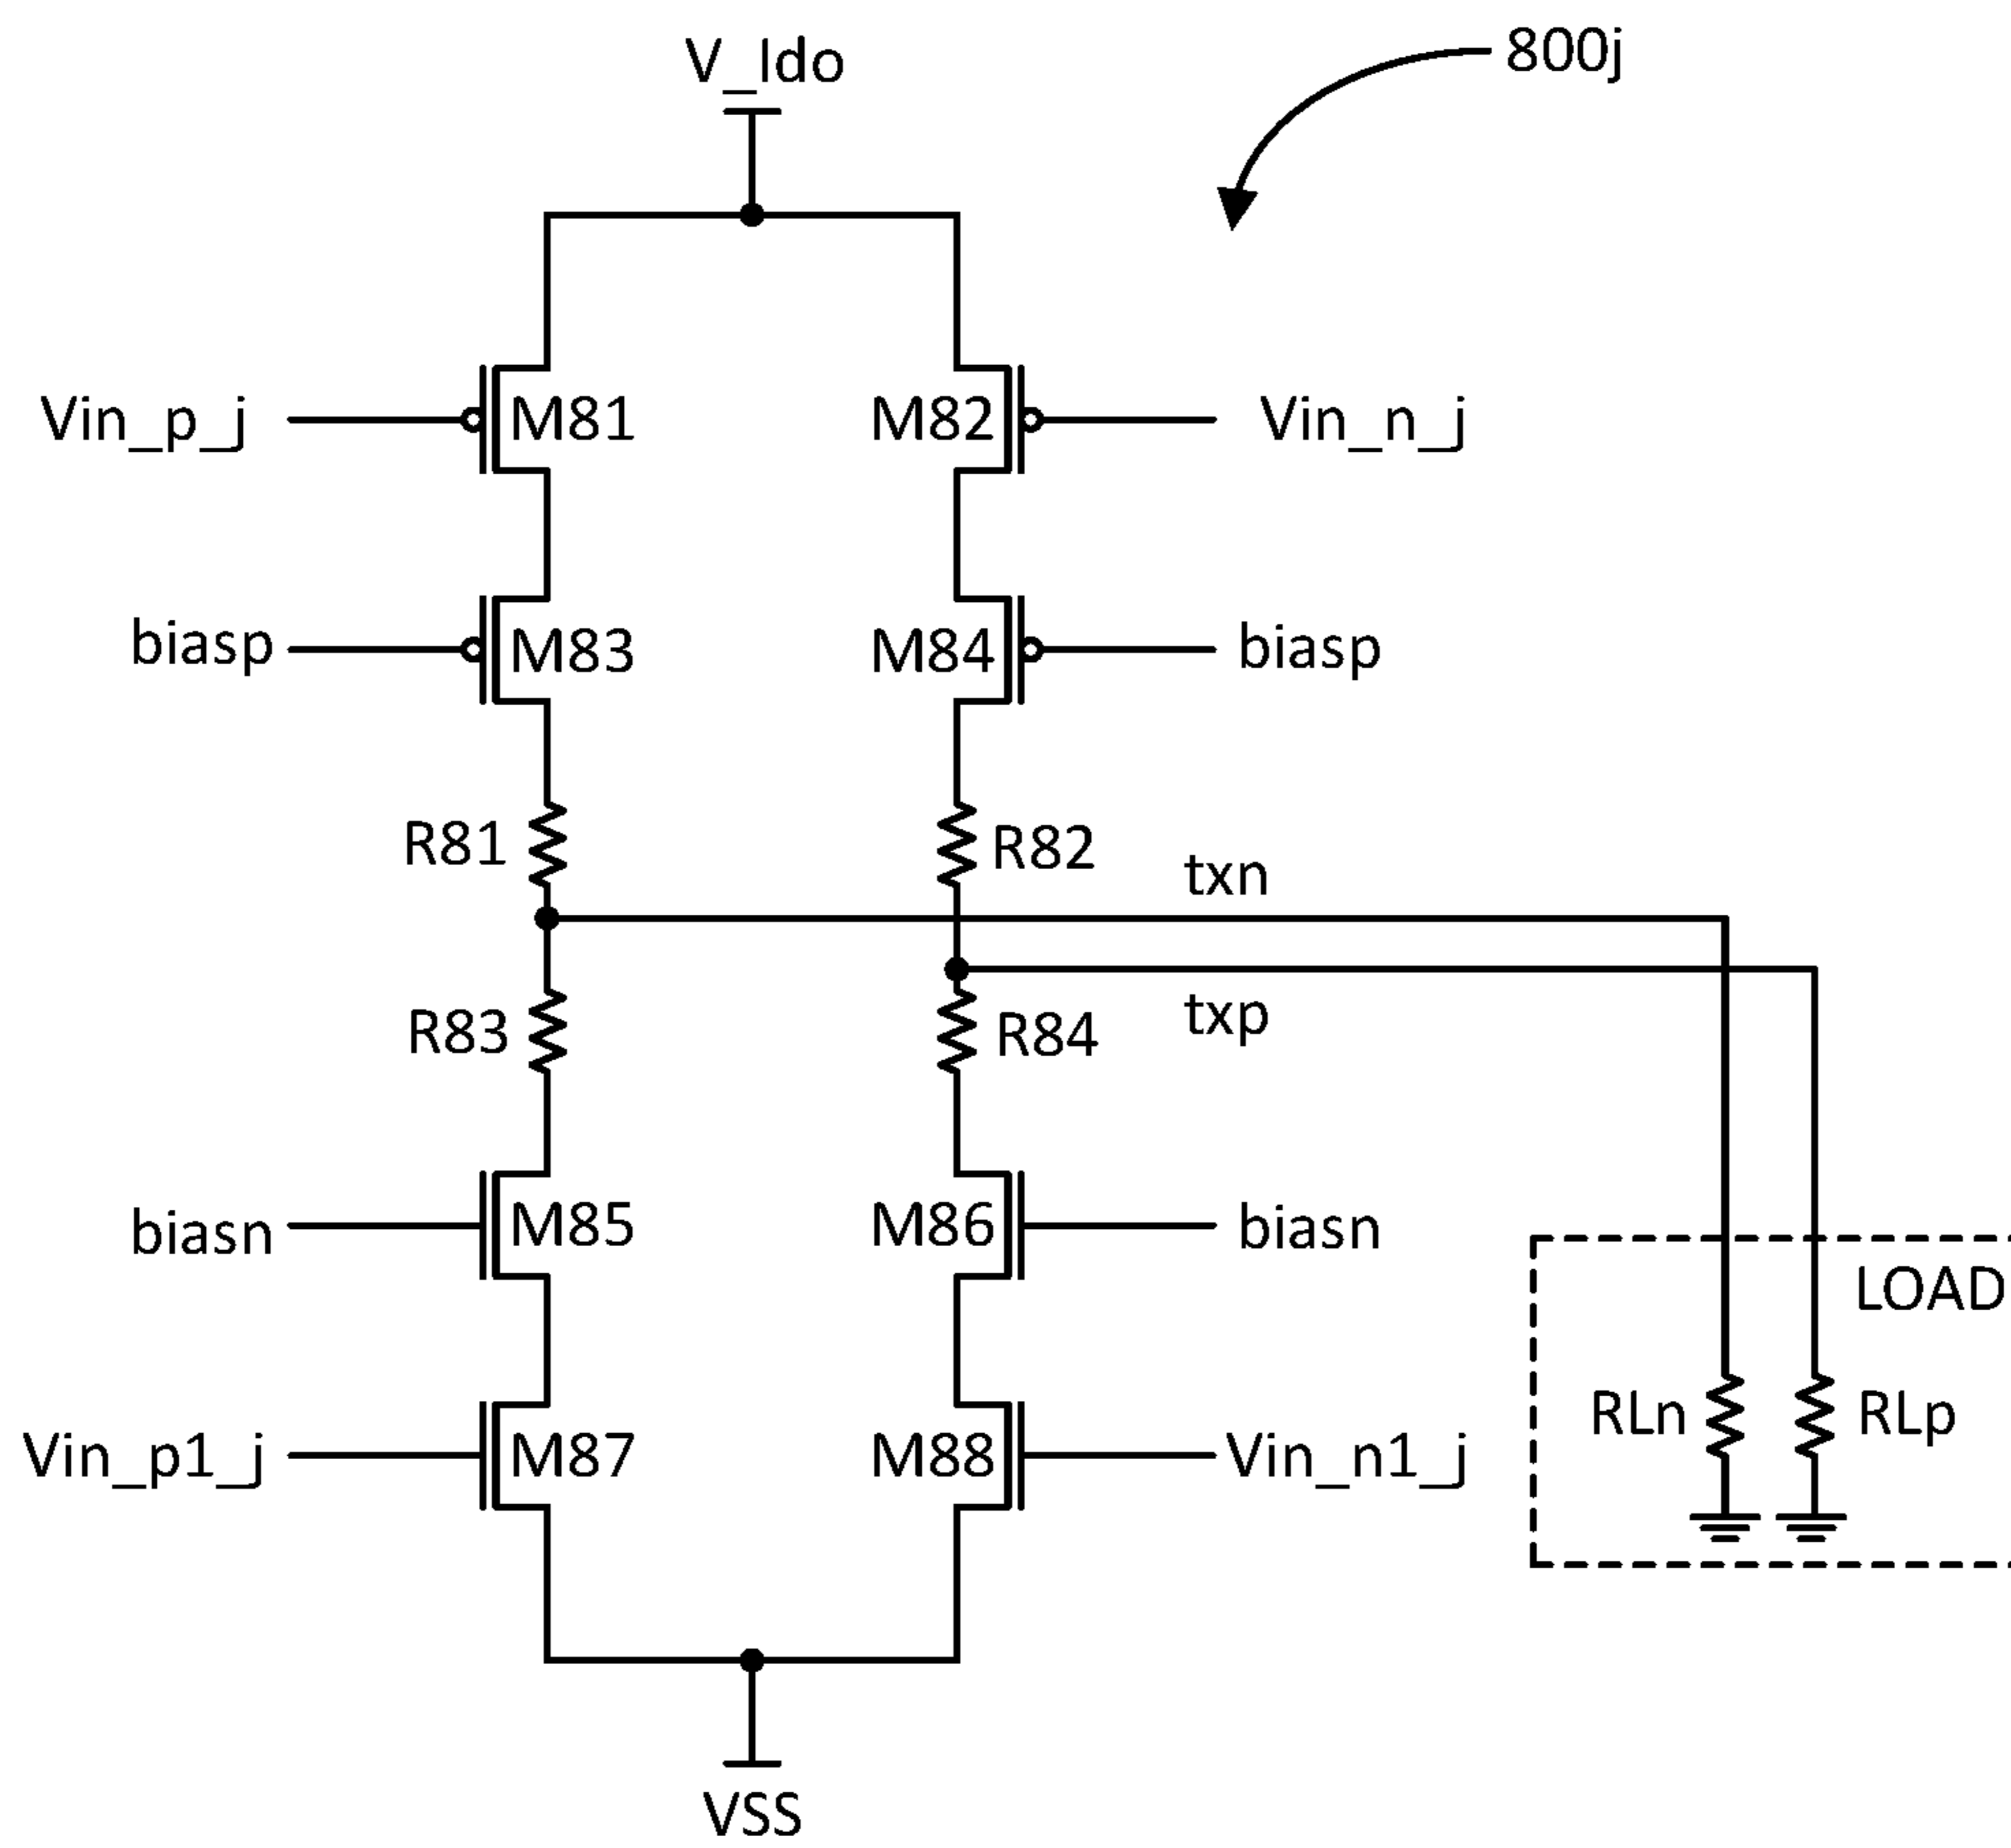 V_ldo
800j
Vin_p_j
M81
M82
Vin_n_j
biasp
M83
M84
biasp
R81
R82
txn
R83
R84
txp
biasn
M85
M86
biasn
LOAD
Vin_p1_j
M87
M88
Vin_n1_j
RLn
RLp
VSS